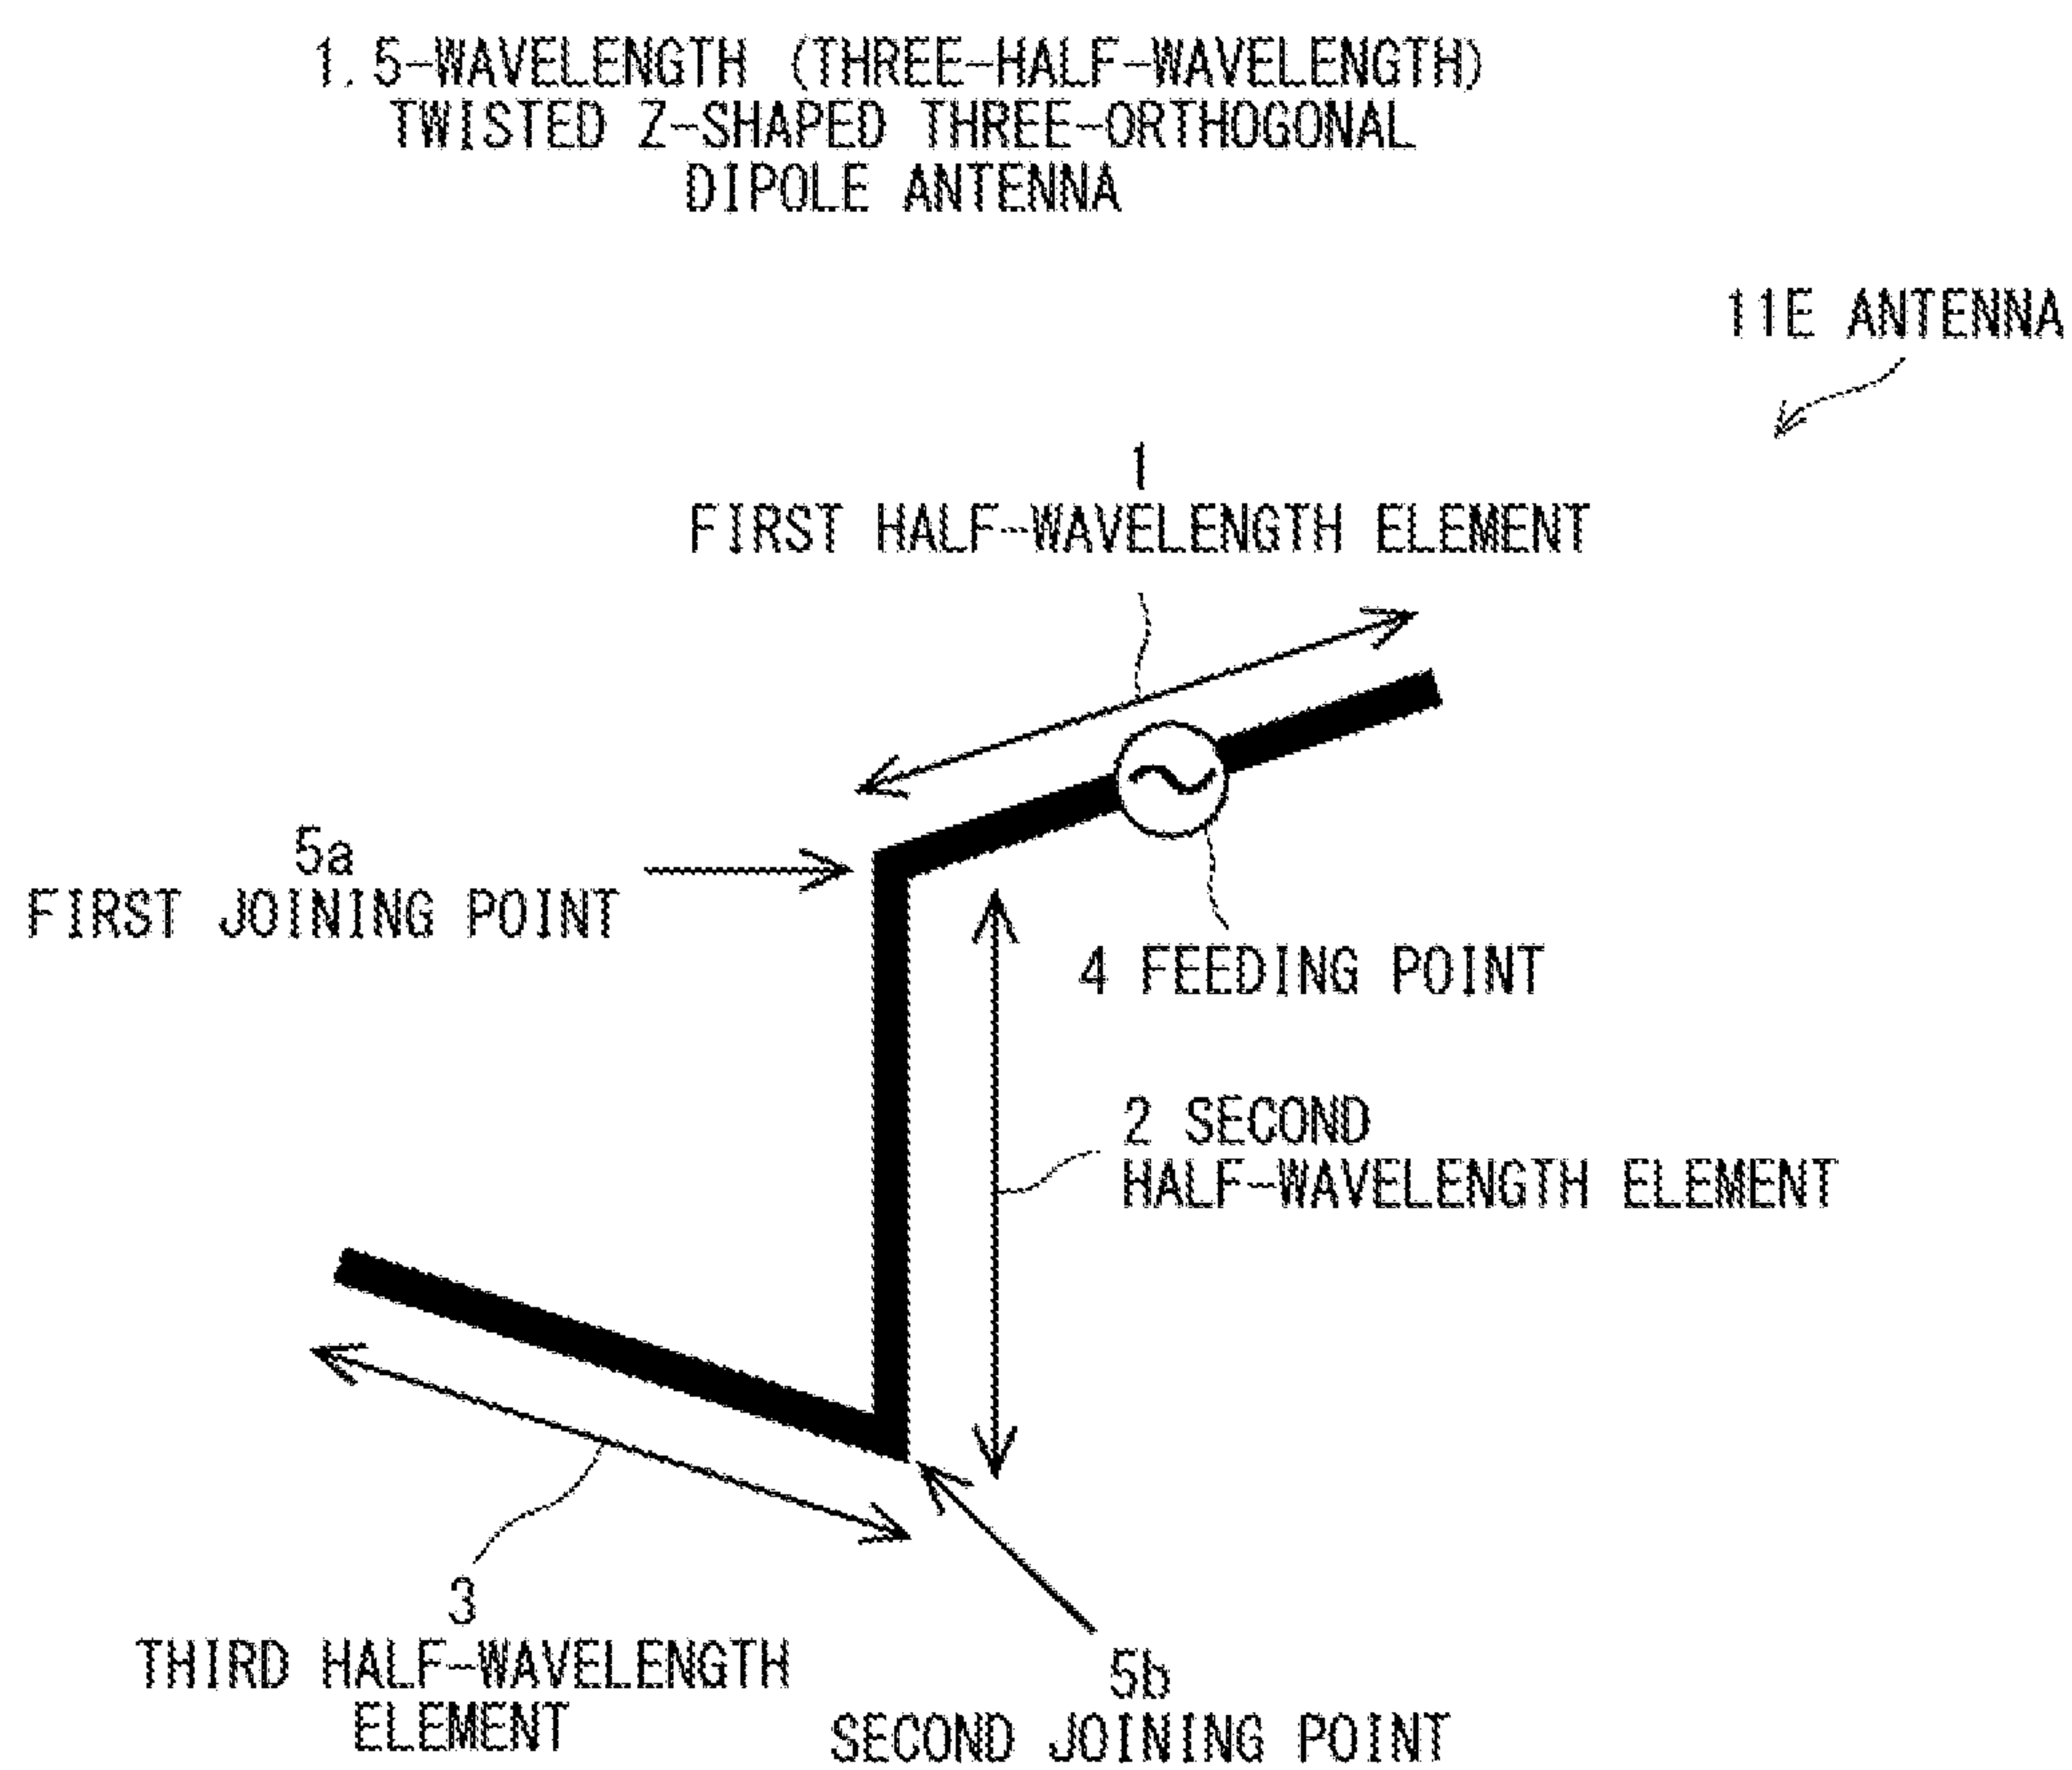 1.5-WAVELENGTH (THREE-HALF-WAVELENGTH)
TWISTED Z-SHAPED THREE-ORTHOGONAL
DIPOLE ANTENNA
11E ANTENNA
1
FIRST HALF-WAVELENGTH ELEMENT
5a
FIRST JOINING POINT
4 FEEDING POINT
2 SECOND
HALF-WAVELENGTH ELEMENT
3
THIRD HALF-WAVELENGTH
ELEMENT
5b
SECOND JOINING POINT